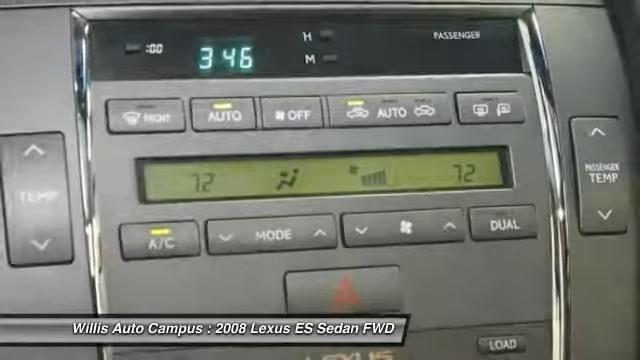 :00
H
PASSENGER
3 46
M
FRONT
AUTO
OFF
AUTO
72
72
TEMP
PASSENGER
TEMP
A/C
MODE
DUAL
Willis Auto Campus : 2008 Lexus ES Sedan FWD
LOAD
LEXUS